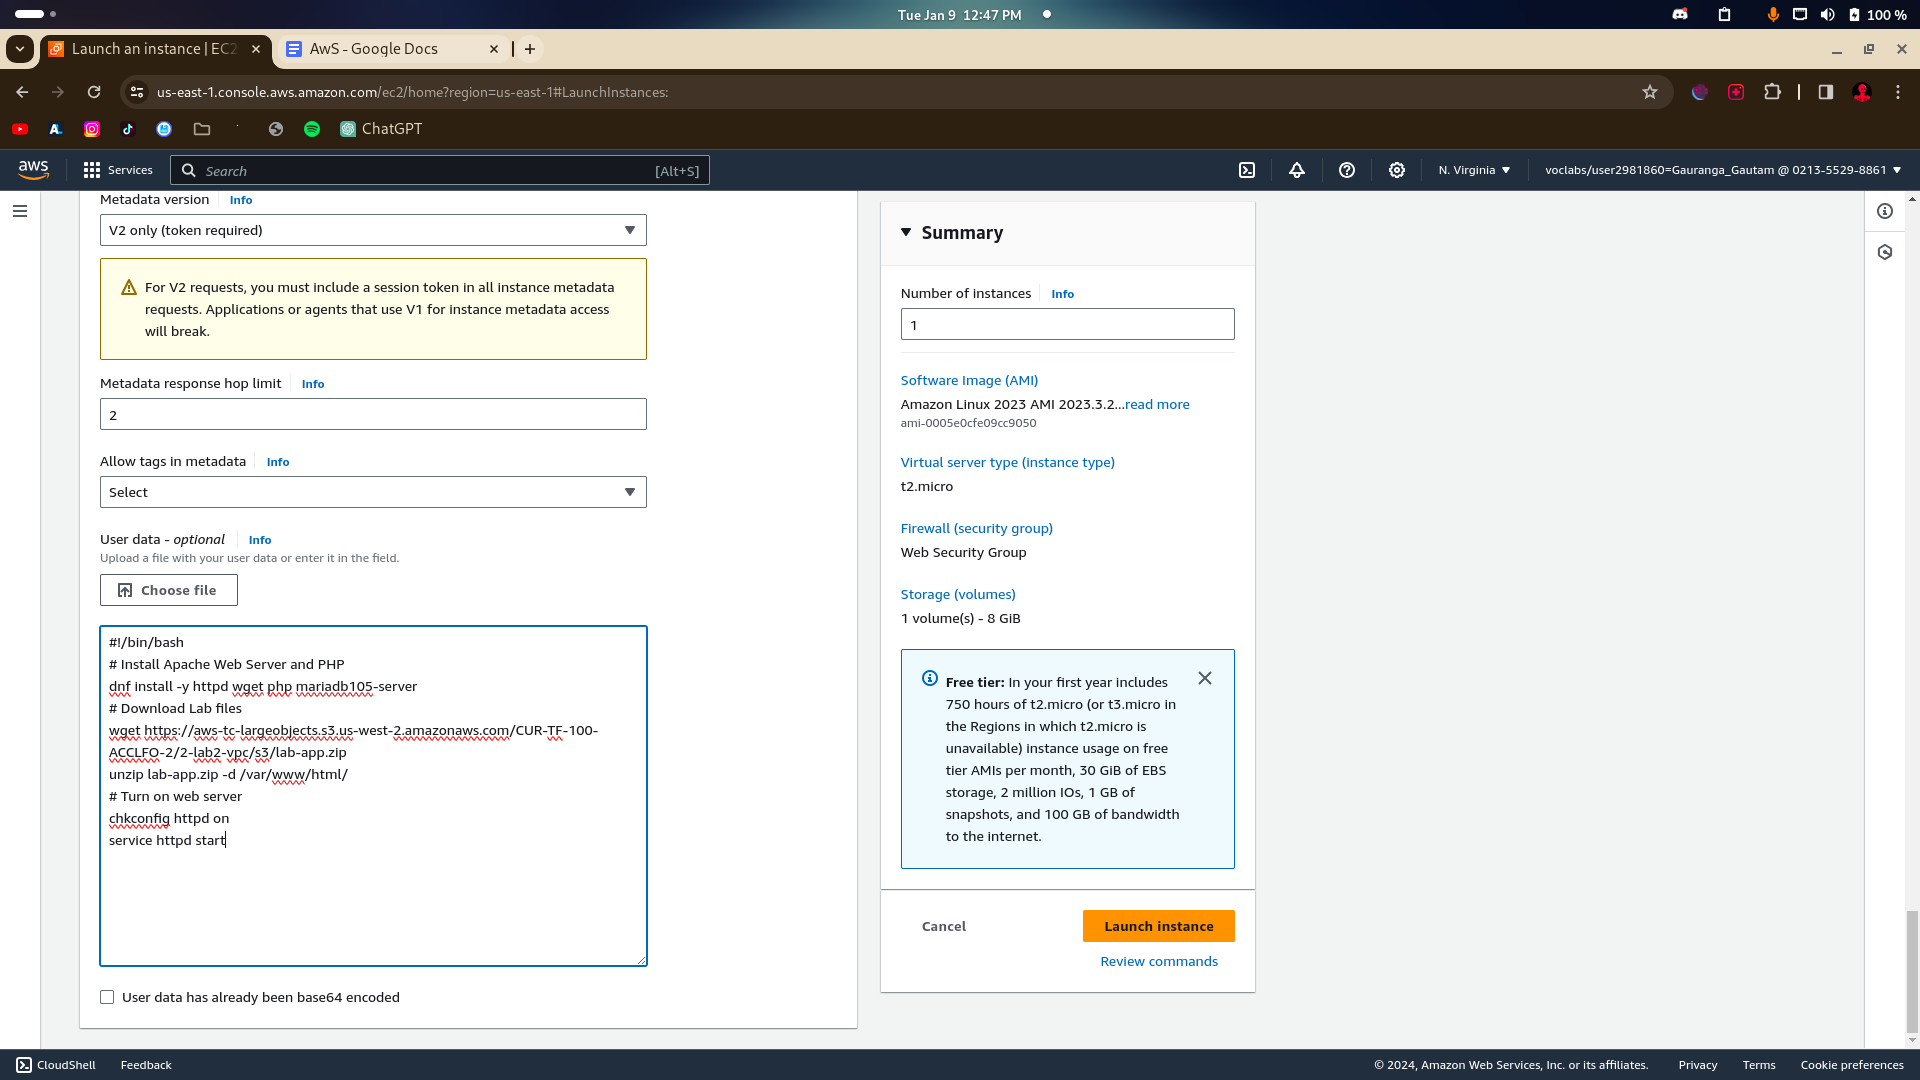 Tue Jan 9 12:47 PM
100 %
Launch an instance | EC2
AwS - Google Docs
us-east-1.console.aws.amazon.com/ec2/home?region=us-east-1#LaunchInstances:
ChatGPT
aws
Services
Search
[Alt+S]
N. Virginia
voclabs/user2981860=Gauranga_Gautam @ 0213-5529-8861
Metadata version
Info
V2 only (token required)
For V2 requests, you must include a session token in all instance metadata
requests. Applications or agents that use V1 for instance metadata access
will break.
Metadata response hop limit
Info
2
Allow tags in metadata
Info
Select
User data - optional
Info
Upload a file with your user data or enter it in the field.
Choose file
#!/bin/bash
# Install Apache Web Server and PHP
dnf install -y httpd wget php mariadb105-server
# Download Lab files
wget https://aws-tc-largeobjects.s3.us-west-2.amazonaws.com/CUR-TF-100-
ACCLFO-2/2-lab2-vpc/s3/lab-app.zip
unzip lab-app.zip -d /var/www/html/
# Turn on web server
chkconfig httpd on
service httpd start
User data has already been base64 encoded
Summary
Number of instances
Info
1
Software Image (AMI)
Amazon Linux 2023 AMI 2023.3.2...read more
ami-0005e0cfe09cc9050
Virtual server type (instance type)
t2.micro
Firewall (security group)
Web Security Group
Storage (volumes)
1 volume(s) - 8 GiB
Free tier: In your first year includes
750 hours of t2.micro (or t3.micro in
the Regions in which t2.micro is
unavailable) instance usage on free
tier AMIs per month, 30 GiB of EBS
storage, 2 million IOs, 1 GB of
snapshots, and 100 GB of bandwidth
to the internet.
Cancel
Launch instance
Review commands
CloudShell
Feedback
© 2024, Amazon Web Services, Inc. or its affiliates.
Privacy
Terms
Cookie preferences